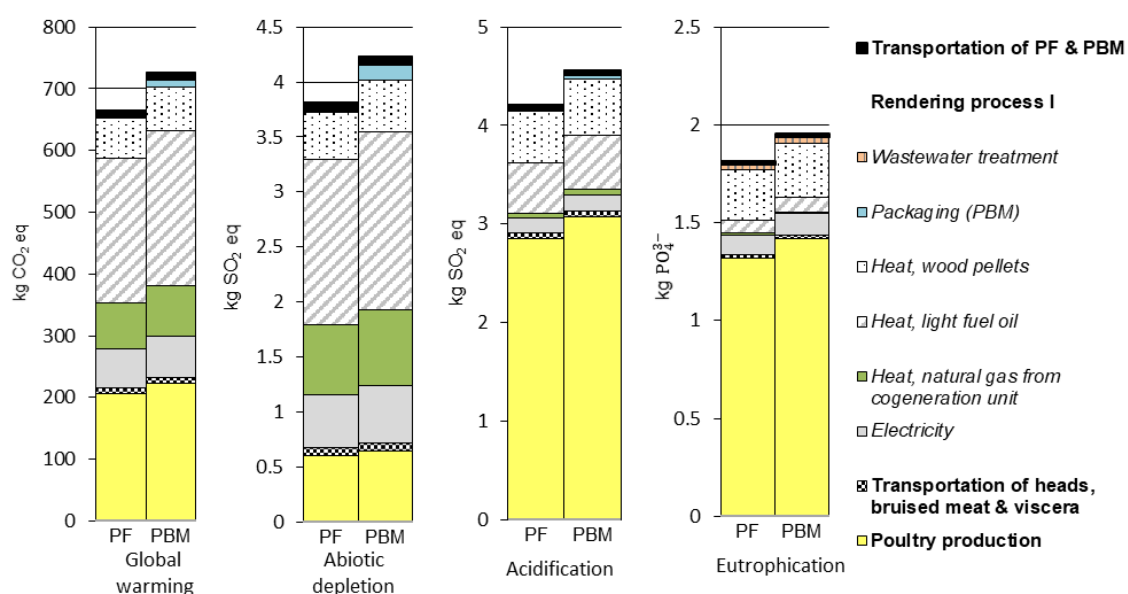 800
700
600
500
400
300
200
100
0
kg CO₂ eq
PF PBM
Global
warming
4.5
4
3.5
3
2.5
2
1.5
1
0.5
0
kg SO₂ eq
PF PBM
Abiotic
depletion
5
4
3
2
1
0
kg SO₂ eq
PF PBM
Acidification
2.5
2
1.5
1
0.5
0
kg PO₄³⁻
PF PBM
Eutrophication
Transportation of PF & PBM
Rendering process I
Wastewater treatment
Packaging (PBM)
Heat, wood pellets
Heat, light fuel oil
Heat, natural gas from
cogeneration unit
Electricity
Transportation of heads,
bruised meat & viscera
Poultry production